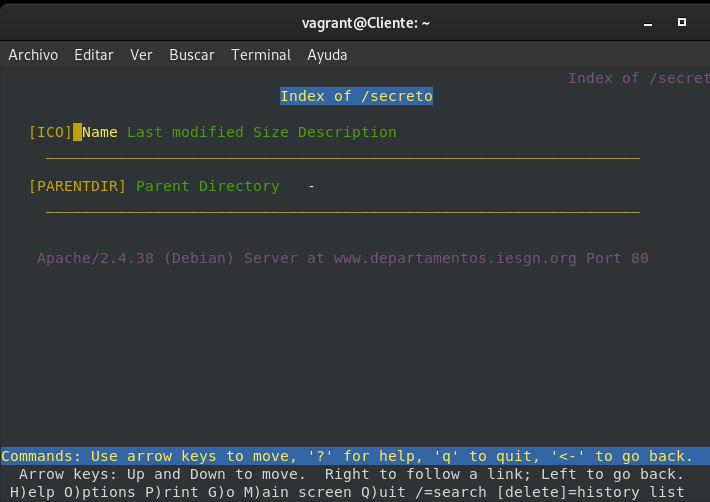 vagrant@Cliente: ~
Archivo Editar Ver Buscar Terminal Ayuda
Index of /secret
Index of /secreto
[ICO] Name Last modified Size Description
[PARENTDIR] Parent Directory -
Apache/2.4.38 (Debian) Server at www.departamentos.iesgn.org Port 80
Commands: Use arrow keys to move, '?' for help, 'q' to quit, '<-' to go back.
Arrow keys: Up and Down to move. Right to follow a link; Left to go back.
H)elp O)ptions P)rint G)o M)ain screen Q)uit /=search [delete]=history list